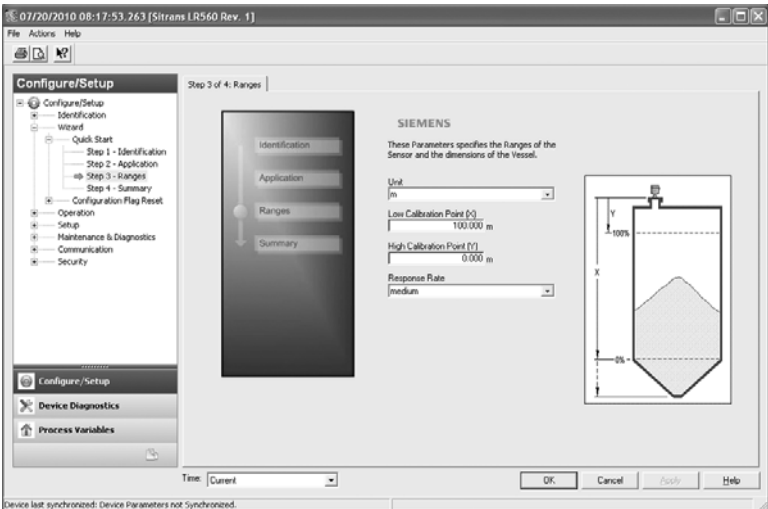 07/20/2010 08:17:53.263 [Sitrans LR560 Rev. 1]
File Actions Help
Configure/Setup
Configure/Setup
Identification
Wizard
Quick Start
Step 1 - Identification
Step 2 - Application
Step 3 - Ranges
Step 4 - Summary
Configuration Flag Reset
Operation
Setup
Maintenance & Diagnostics
Communication
Security
Configure/Setup
Device Diagnostics
Process Variables
Step 3 of 4: Ranges
Identification
Application
Ranges
Summary
SIEMENS
These Parameters specifies the Ranges of the
Sensor and the dimensions of the Vessel.
Unit
m
Low Calibration Point (X)
100.000 m
High Calibration Point (Y)
0.000 m
Response Rate
medium
Y
100%
X
0%
Time: Current
OK Cancel Apply Help
Device last synchronized: Device Parameters not Synchronized.